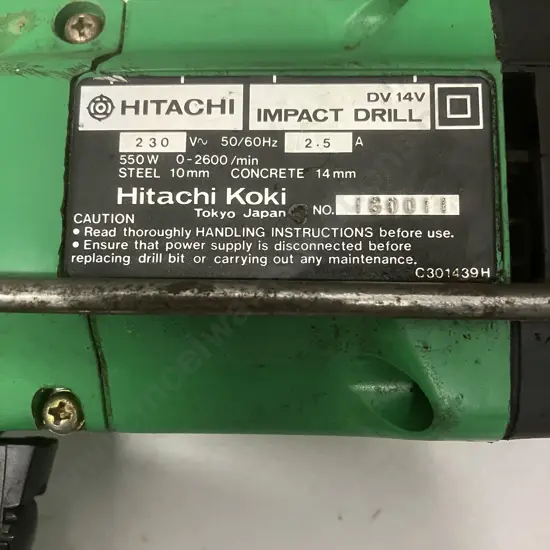 HITACHI
DV 14V
IMPACT DRILL
230 V~ 50/60Hz 2.5 A
550W 0-2600/min
STEEL 10mm CONCRETE 14mm
Hitachi Koki
Tokyo Japan NO.
CAUTION
• Read thoroughly HANDLING INSTRUCTIONS before use.
• Ensure that power supply is disconnected before
replacing drill bit or carrying out any maintenance.
C301439H